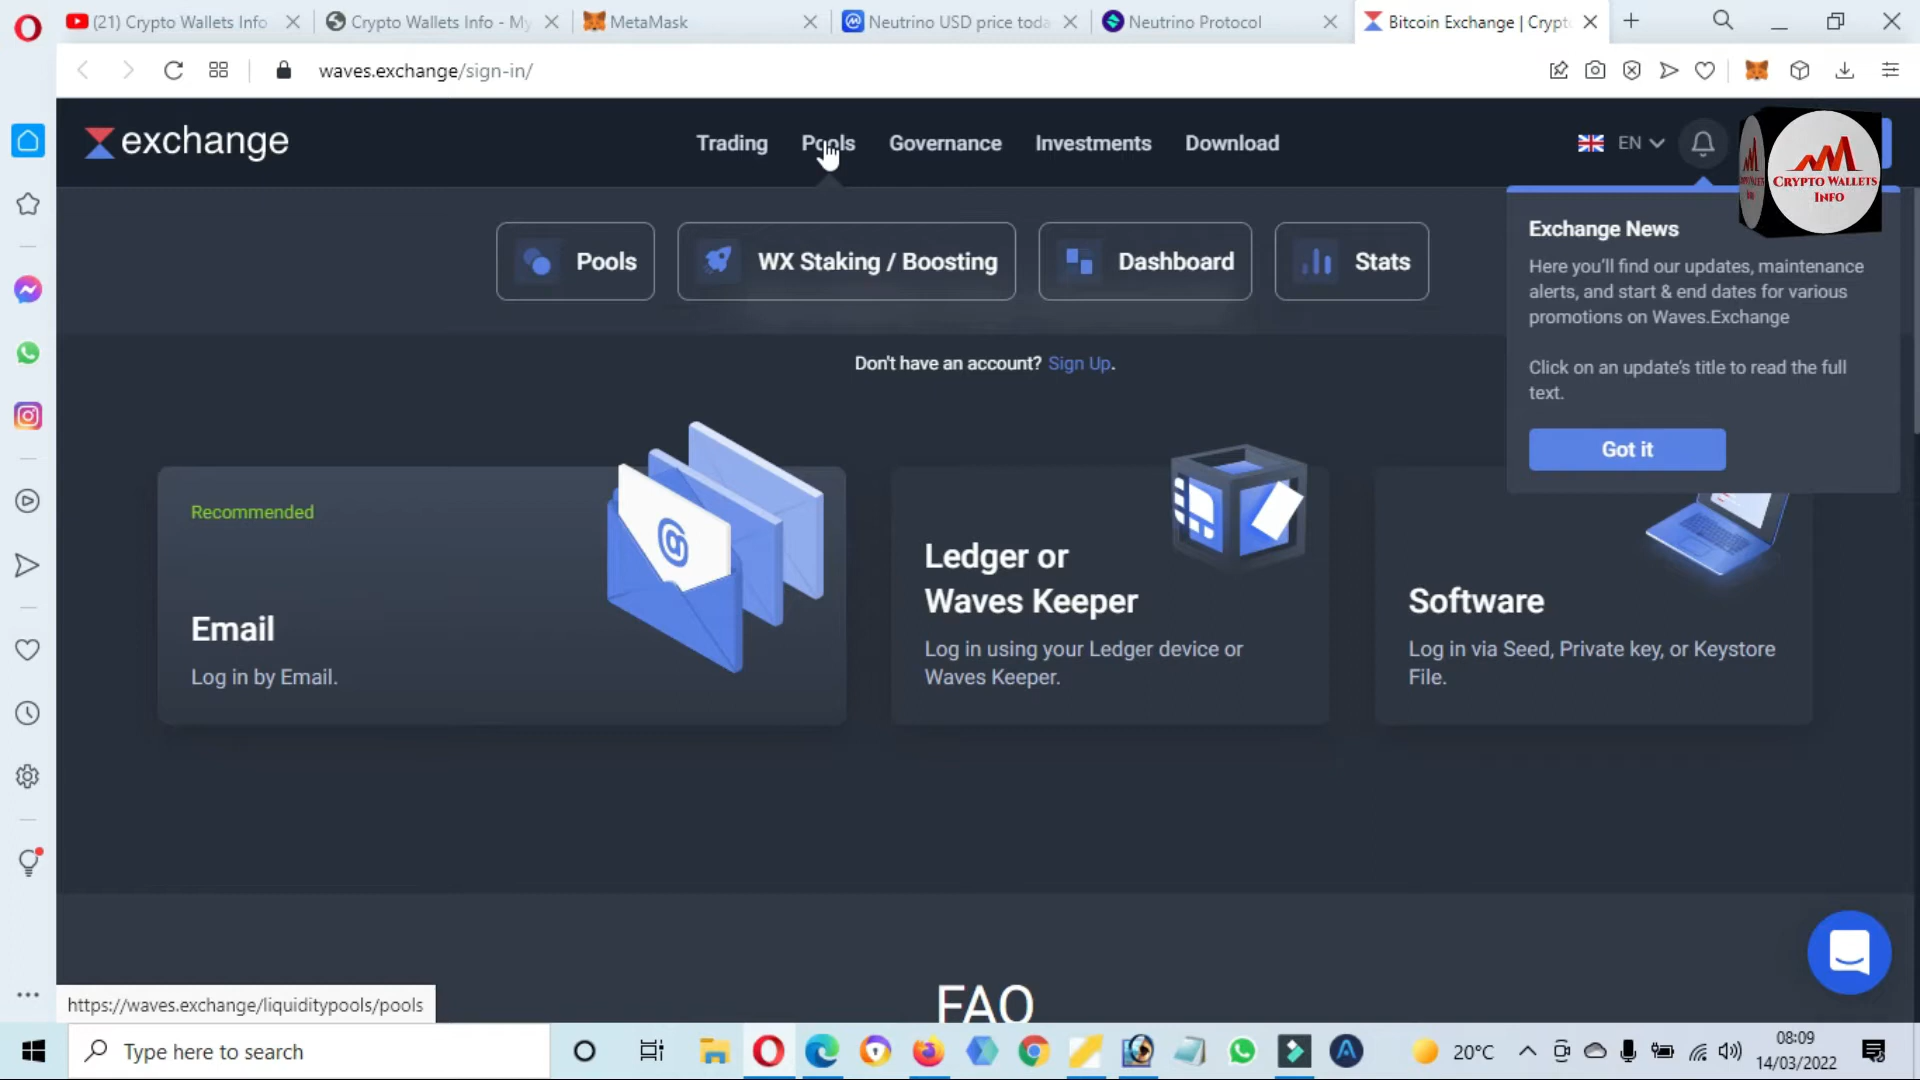 (21) Crypto Wallets Info
Crypto Wallets Info - My
MetaMask
Neutrino USD price toda
Neutrino Protocol
Bitcoin Exchange | Crypto
waves.exchange/sign-in/
exchange
Trading
Pools
Governance
Investments
Download
EN
CRYPTO WALLETS
INFO
Pools
WX Staking / Boosting
Dashboard
Stats
Exchange News
Here you'll find our updates, maintenance
alerts, and start & end dates for various
promotions on Waves.Exchange
Click on an update's title to read the full
text.
Got it
Don't have an account? Sign Up.
Recommended
Email
Log in by Email.
Ledger or
Waves Keeper
Log in using your Ledger device or
Waves Keeper.
Software
Log in via Seed, Private key, or Keystore
File.
FAQ
https://waves.exchange/liquiditypools/pools
Type here to search
20°C
08:09
14/03/2022